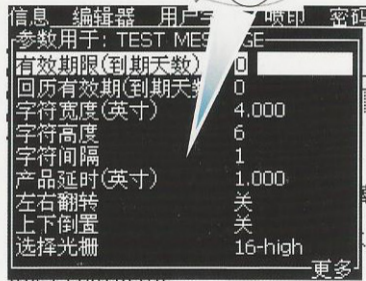 信息 编辑器 喷印 密码
参数用于: TEST MES GE
有效期限(到期天数) 0
回历有效期(到期天 0
字符宽度(英寸) 4.000
字符高度 6
字符间隔 1
产品延时(英寸) 1.000
左右翻转 关
上下倒置 关
选择光栅 16-high
更多